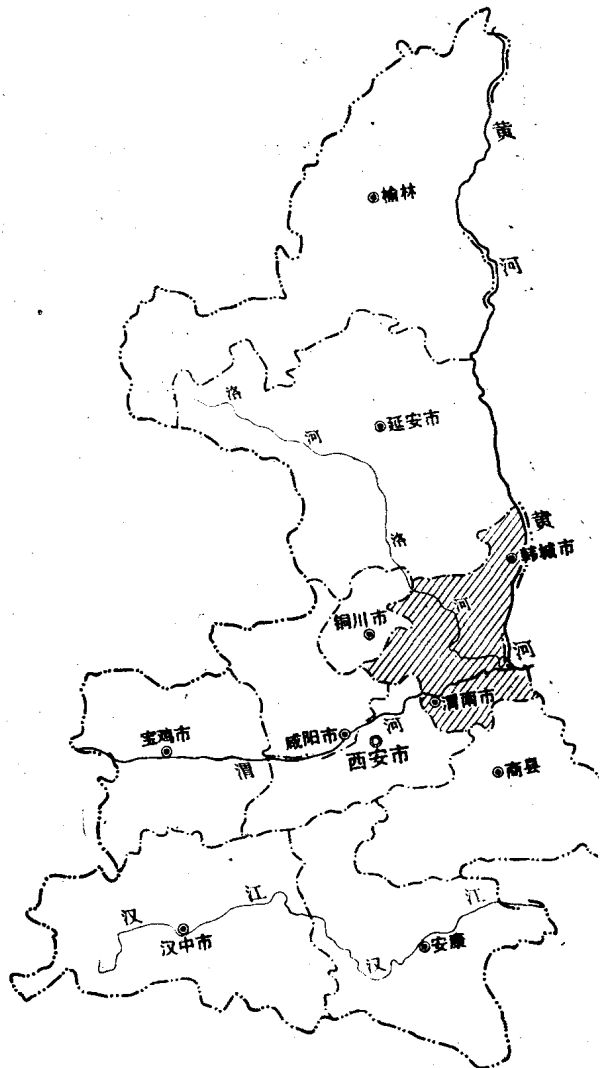 黄
榆林
河
洛
延安市
河
黄
洛
韩城市
河
铜川市
河
渭南市
宝鸡市
咸阳市
河
西安市
渭
商县
江
江
汉
汉中市
安康
汉